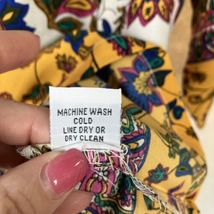 MACHINE WASH
COLD
LINE DRY OR
DRY CLEAN